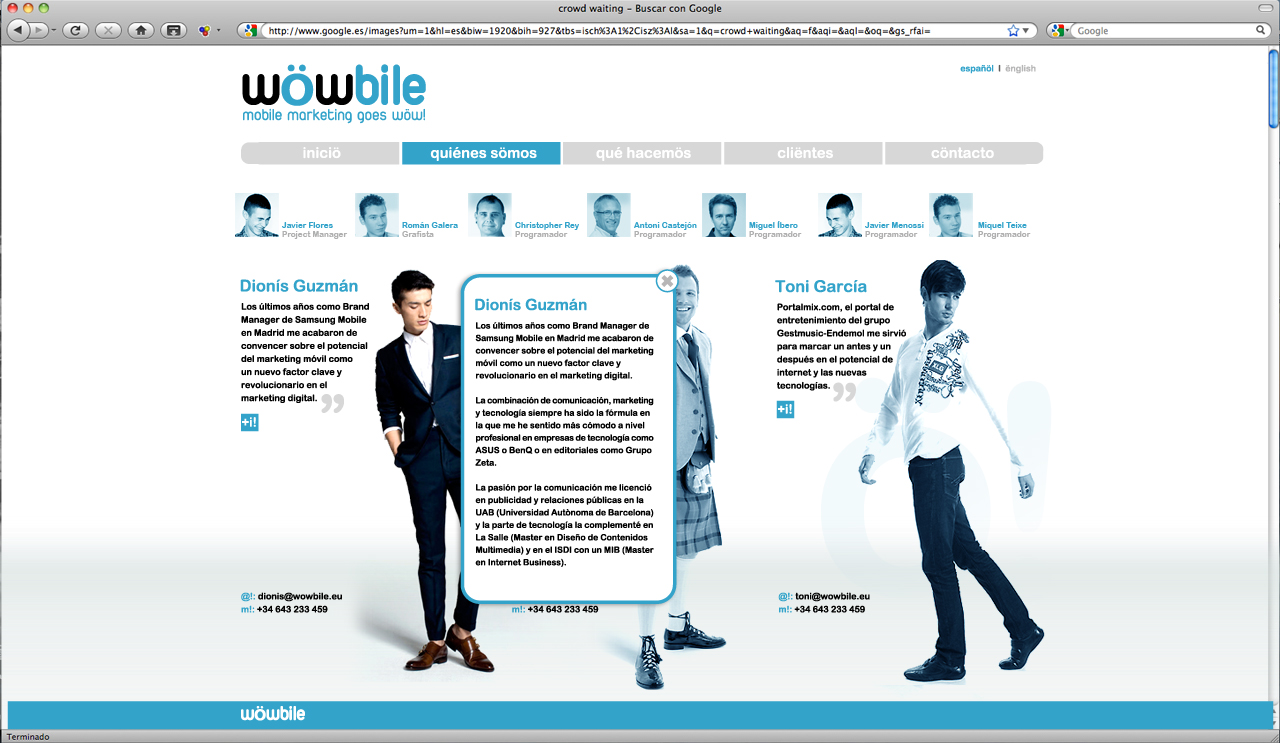 crowd waiting – Buscar con Google
http://www.google.es/images?um=1&hl=es&biw=1920&bih=927&tbs=isch%3A1%2Cisz%3Al&sa=1&q=crowd+waiting&aq=f&aqi=&aql=&oq=&gs_rfai=
Google
wöwbile
mobile marketing goes wöw!
españöl I ënglish
iniciö
quiénes sömos
qué hacemös
cliëntes
cöntacto
Javier Flores
Project Manager
Román Galera
Grafista
Christopher Rey
Programador
Antoni Castejón
Programador
Miguel Íbero
Programador
Javier Menossi
Programador
Miquel Teixe
Programador
Dionís Guzmán
Los últimos años como Brand
Manager de Samsung Mobile
en Madrid me acabaron de
convencer sobre el potencial
del marketing móvil como
un nuevo factor clave y
revolucionario en el
marketing digital.
”
+i!
@!: dionis@wowbile.eu
m!: +34 643 233 459
Dionís Guzmán
Los últimos años como Brand Manager de
Samsung Mobile en Madrid me acabaron de
convencer sobre el potencial del marketing
móvil como un nuevo factor clave y
revolucionario en el marketing digital.
La combinación de comunicación, marketing
y tecnología siempre ha sido la fórmula en
la que me he sentido más cómodo a nivel
profesional en empresas de tecnología como
ASUS o BenQ o en editoriales como Grupo
Zeta.
La pasión por la comunicación me licenció
en publicidad y relaciones públicas en la
UAB (Universidad Autònoma de Barcelona)
y la parte de tecnología la complementé en
La Salle (Master en Diseño de Contenidos
Multimedia) y en el ISDI con un MIB (Master
en Internet Business).
m!: +34 643 233 459
Toni García
Portalmix.com, el portal de
entretenimiento del grupo
Gestmusic-Endemol me sirvió
para marcar un antes y un
después en el potencial de
internet y las nuevas
tecnologías.
”
+i!
ö!
@!: toni@wowbile.eu
m!: +34 643 233 459
wöwbile
Terminado